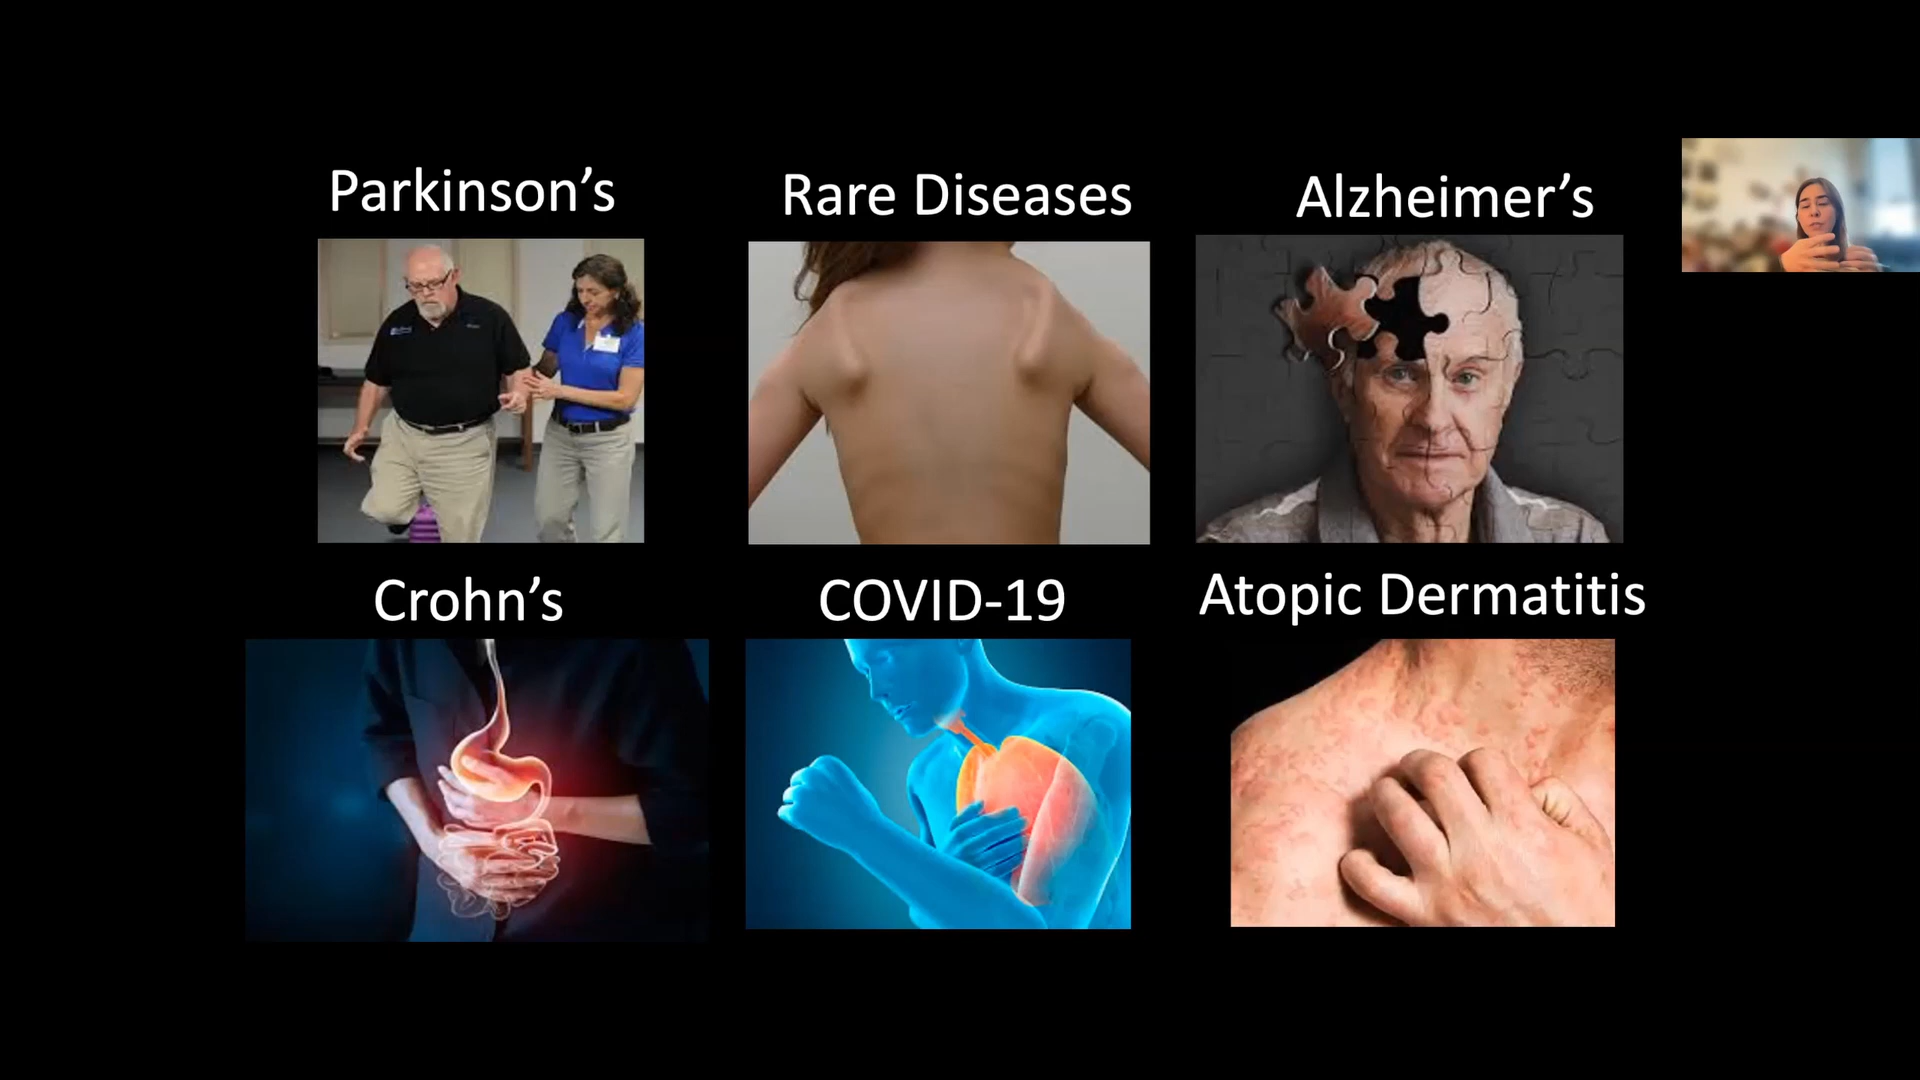 Parkinson's
Rare Diseases
Alzheimer's
Crohn's
COVID-19
Atopic Dermatitis